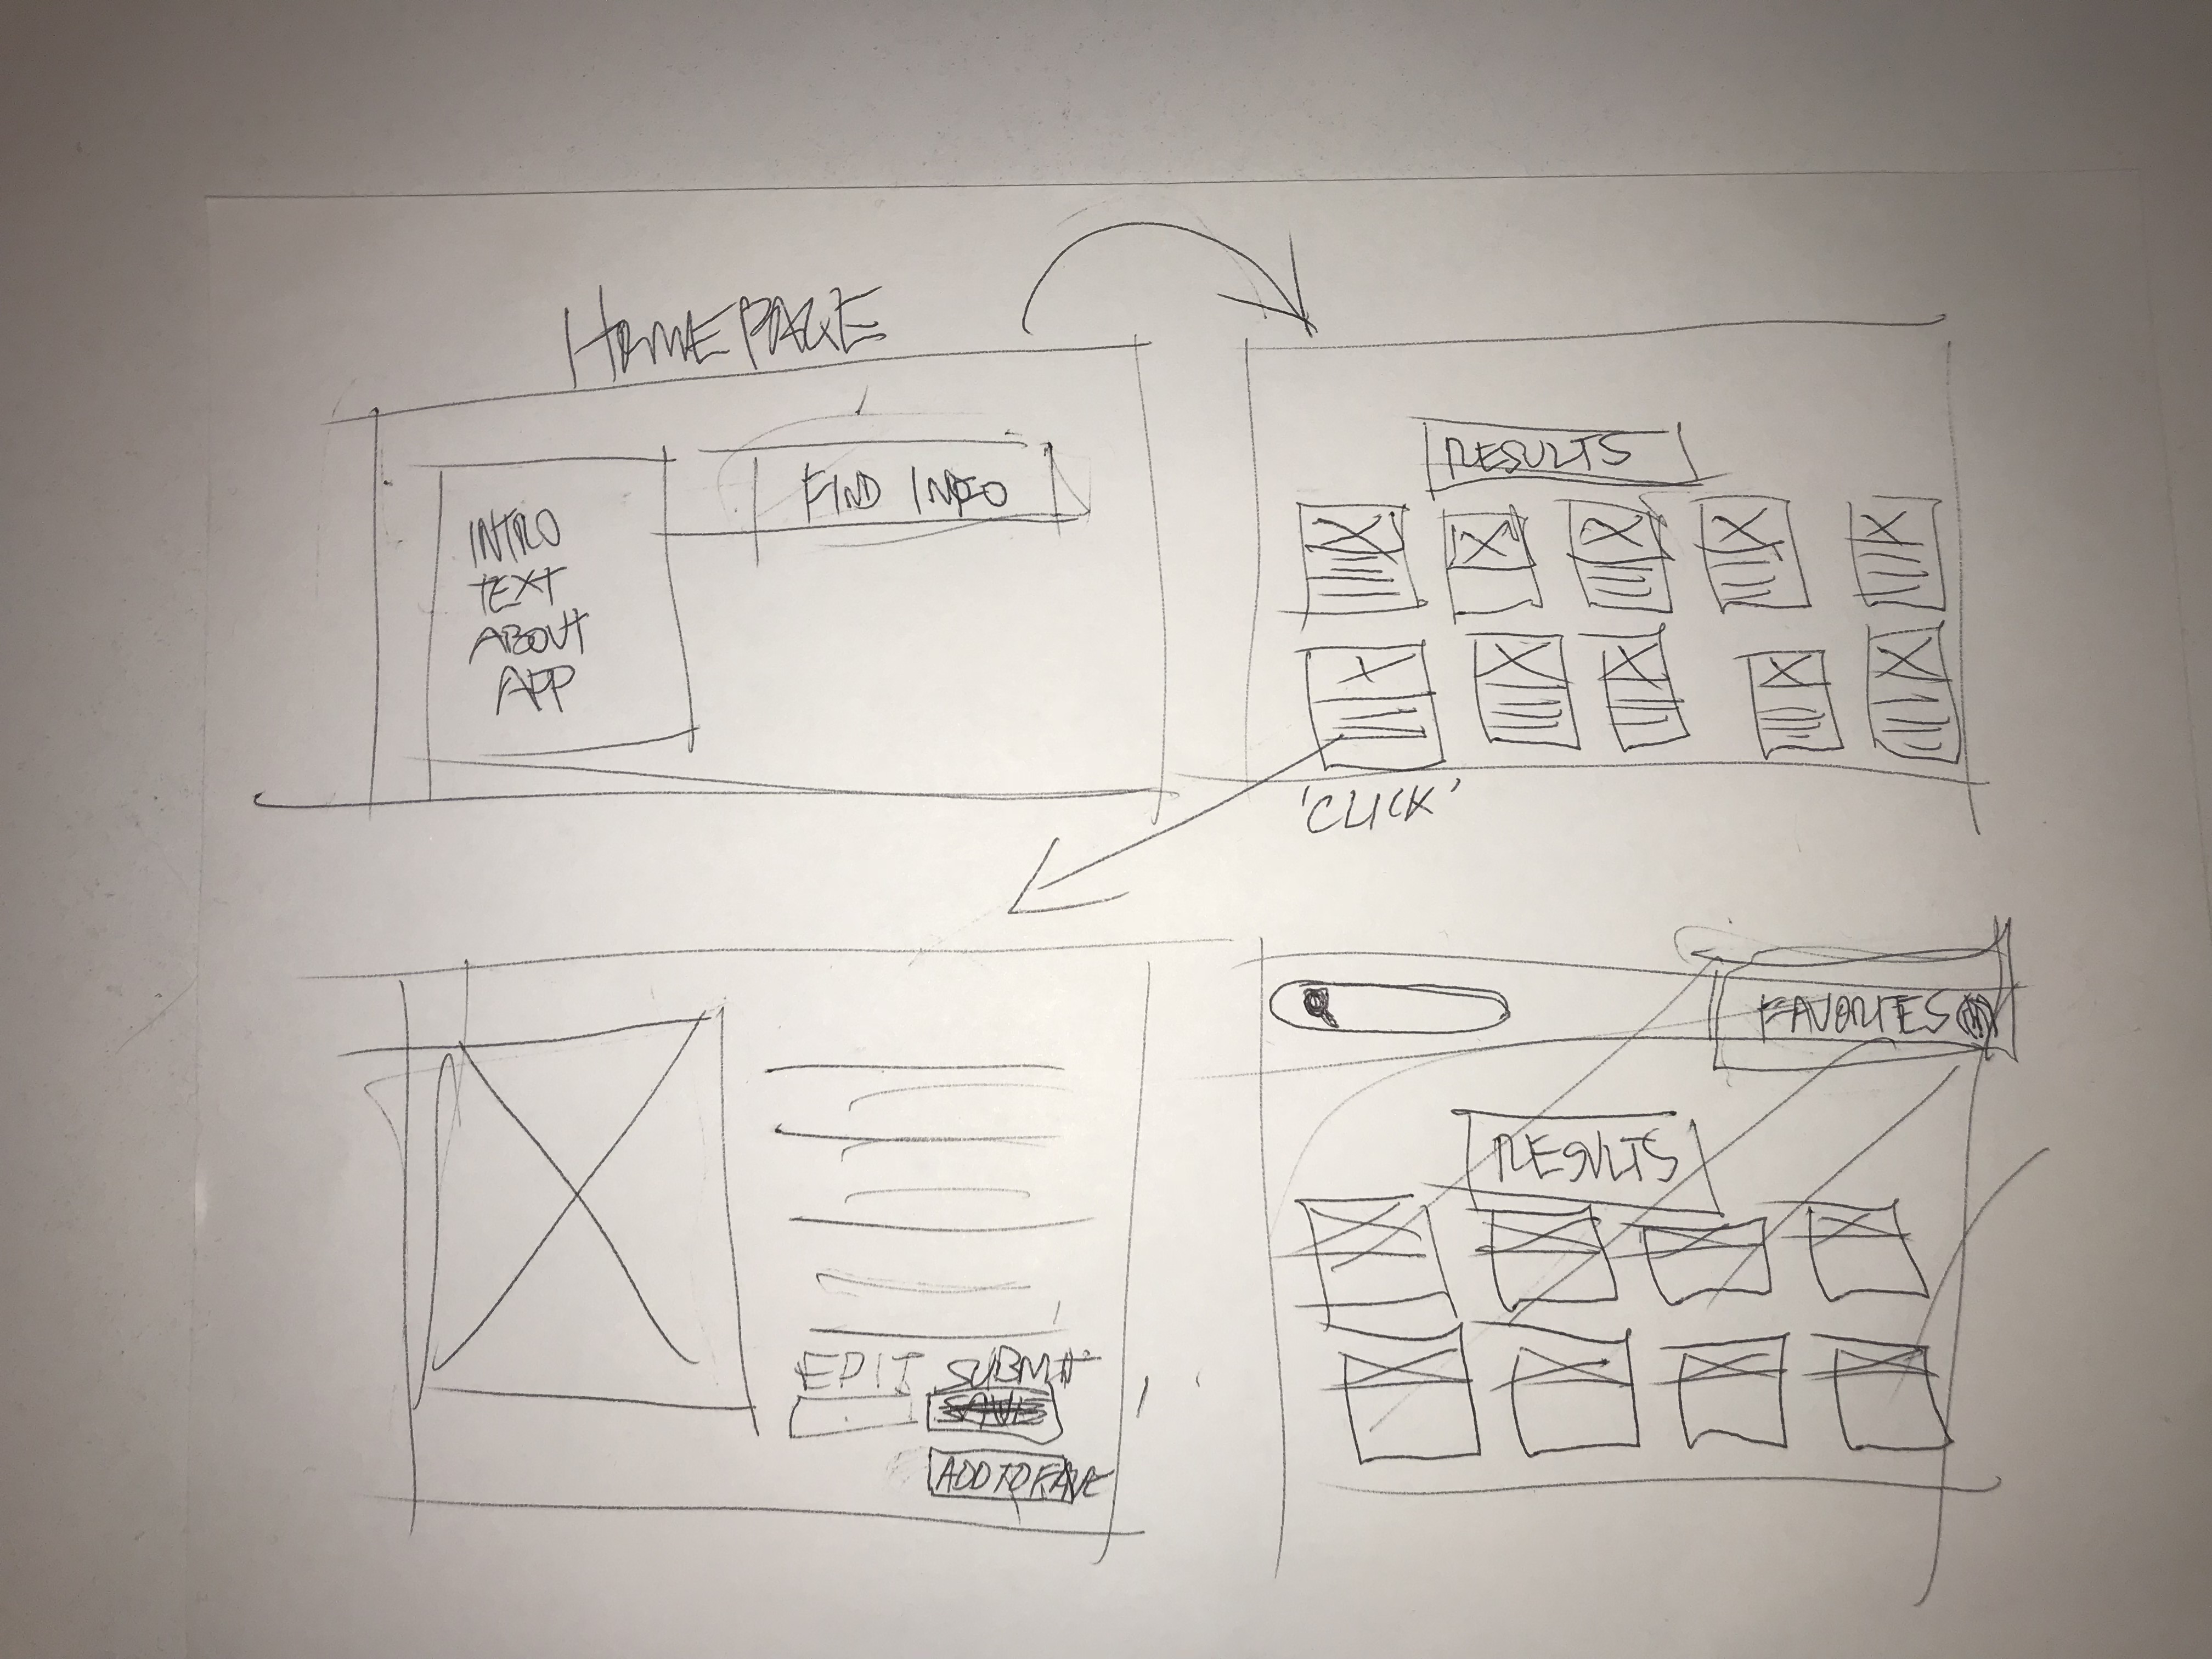 HOMEPAGE
INTRO
TEXT
ABOUT
APP
FIND INFO
RESULTS
'CLICK'
EDIT SUBMIT
SAVE
ADD TO FAVE
FAVORITES
RESULTS